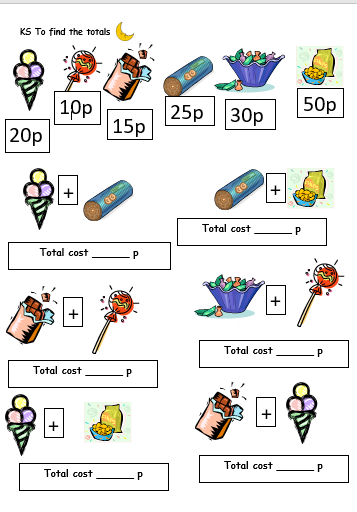 KS To find the totals
20p
10p
15p
25p
30p
50p
+
+
Total cost ______ p
Total cost ______ p
+
+
Total cost ______ p
Total cost ______ p
+
+
Total cost ______ p
Total cost ______ p